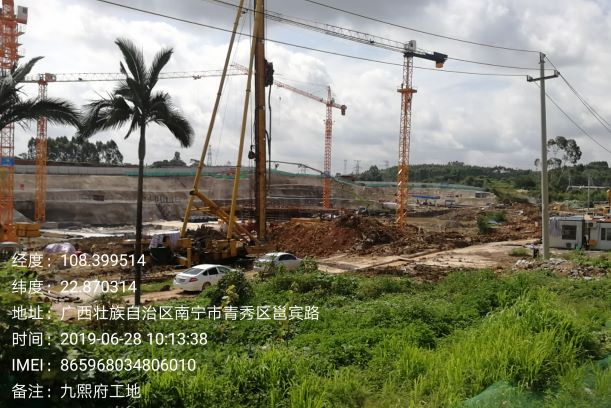 经度：108.399514
纬度：22.870314
地址：广西壮族自治区南宁市青秀区邕宾路
时间：2019-06-28 10:13:38
IMEI：865968034806010
备注：九熙府工地